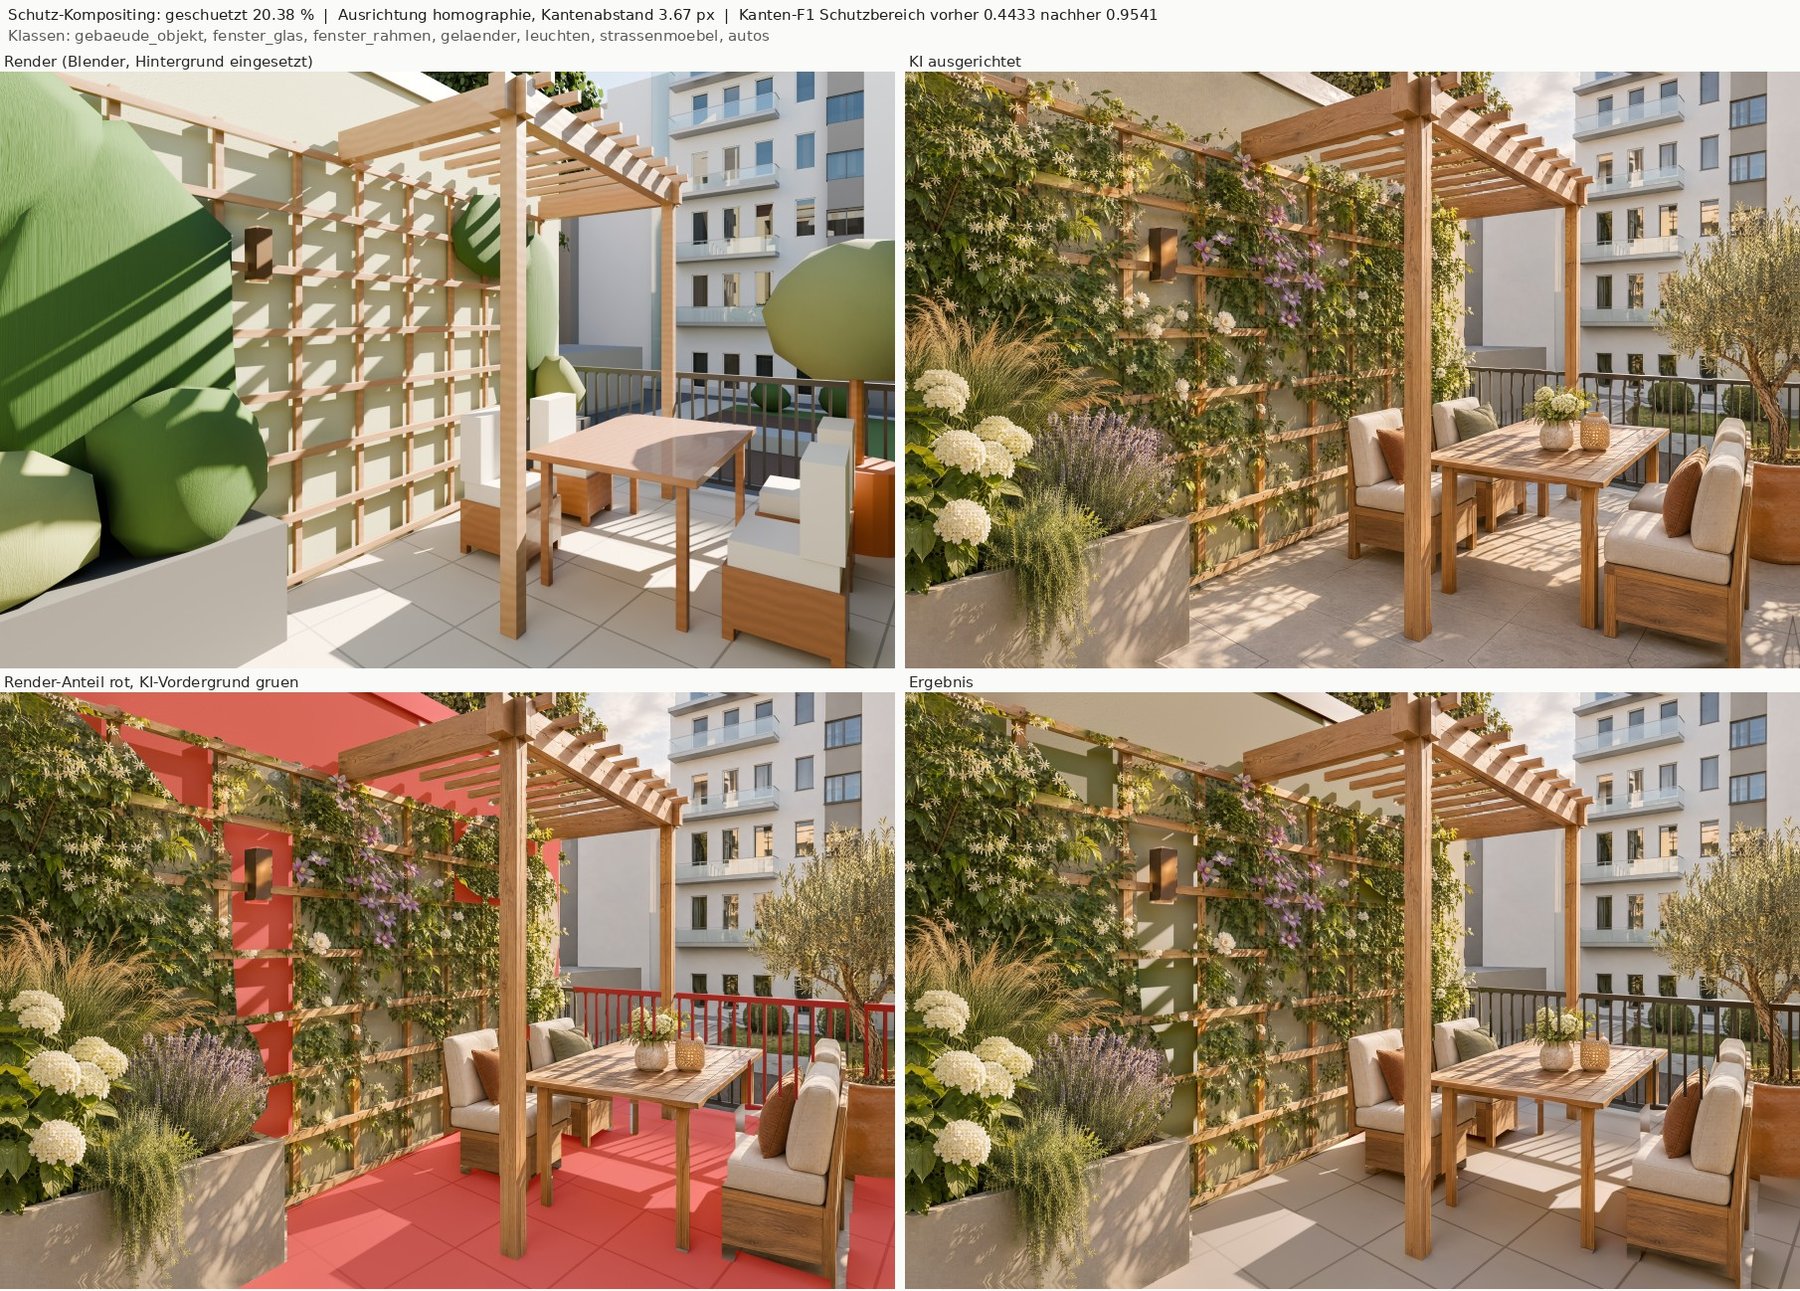 Schutz-Kompositing: geschuetzt 20.38 %  |  Ausrichtung homographie, Kantenabstand 3.67 px  |  Kanten-F1 Schutzbereich vorher 0.4433 nachher 0.9541
Klassen: gebaeude_objekt, fenster_glas, fenster_rahmen, gelaender, leuchten, strassenmoebel, autos
Render (Blender, Hintergrund eingesetzt)
KI ausgerichtet
Render-Anteil rot, KI-Vordergrund gruen
Ergebnis